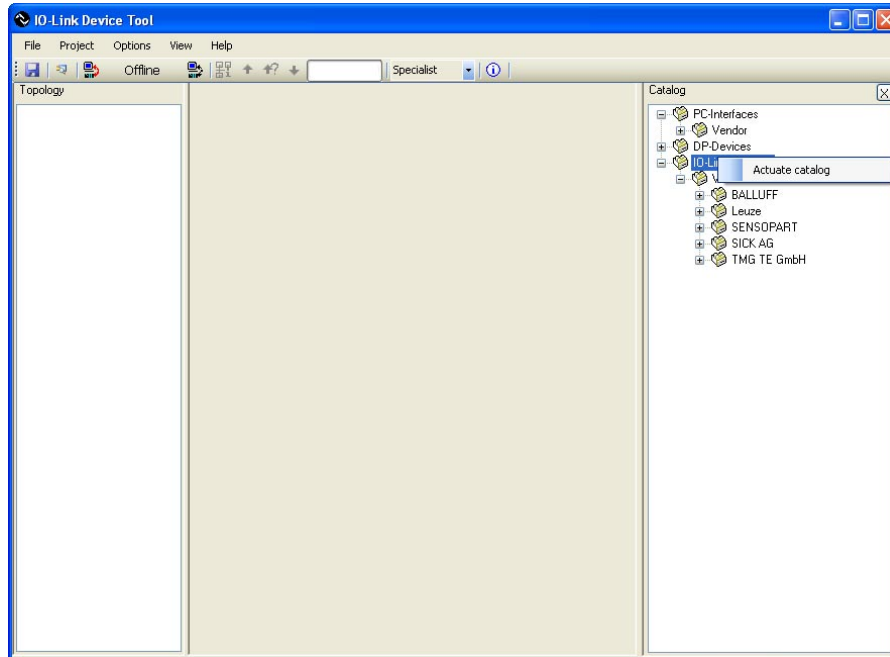 IO-Link Device Tool
File Project Options View Help
Offline Specialist
Topology
Catalog
PC-Interfaces
Vendor
DP-Devices
Actuate catalog
BALLUFF
Leuze
SENSOPART
SICK AG
TMG TE GmbH